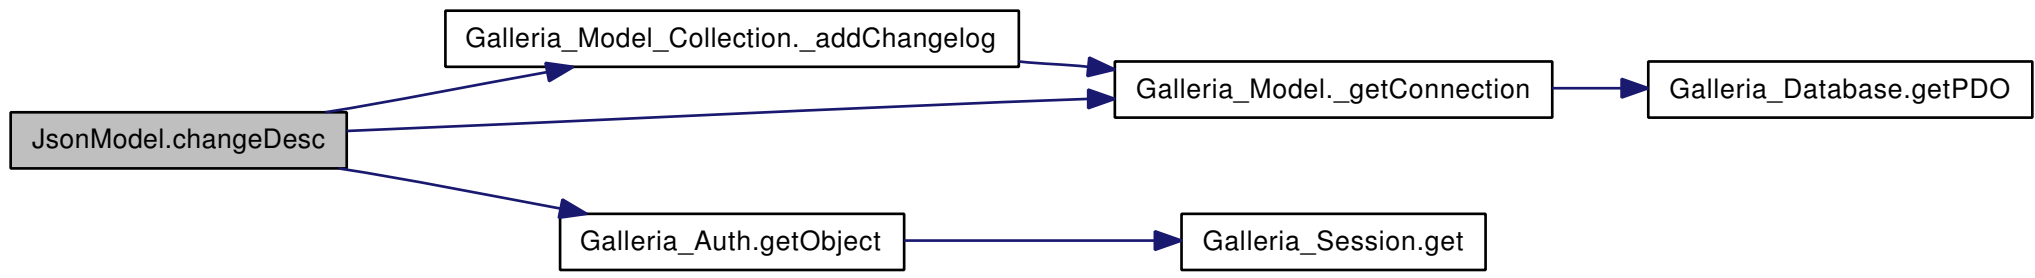 Galleria_Model_Collection._addChangelog
Galleria_Model._getConnection
Galleria_Database.getPDO
JsonModel.changeDesc
Galleria_Auth.getObject
Galleria_Session.get